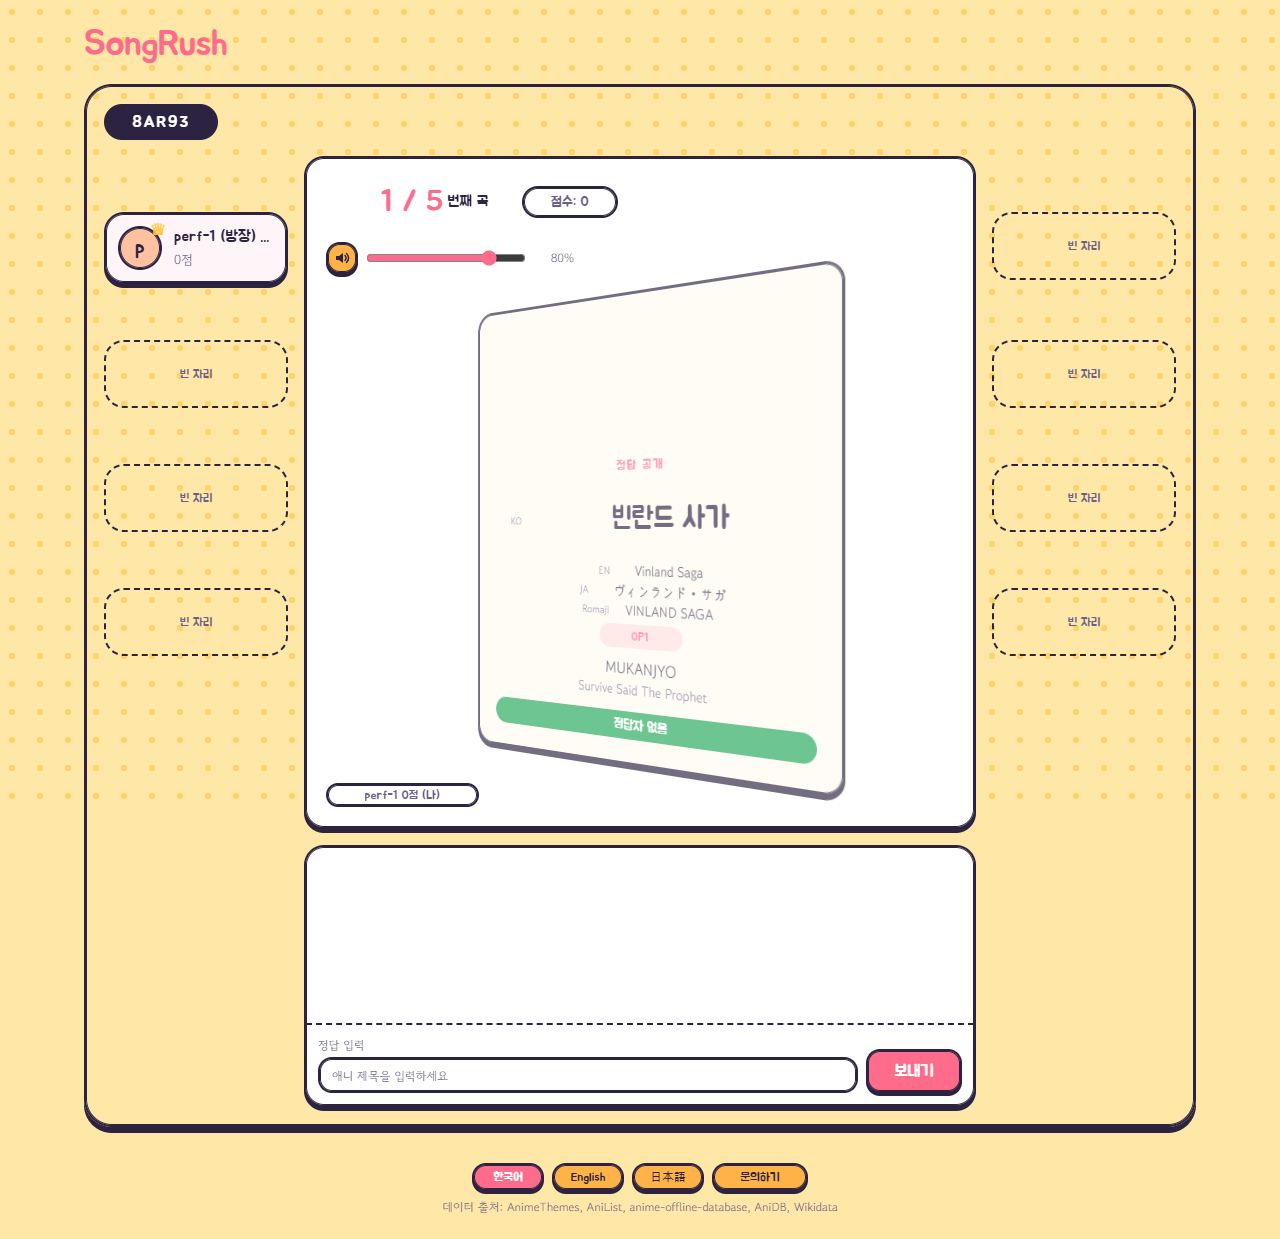 SongRush
8AR93
1 / 5 번째 곡
점수: 0
P
perf-1 (방장) ...
0점
80%
빈 자리
빈 자리
빈 자리
빈 자리
빈 자리
빈 자리
빈 자리
정답 공개
KO 빈란드 사가
EN Vinland Saga
JA ヴィンランド・サガ
Romaji VINLAND SAGA
OP1
MUKANJYO
Survive Said The Prophet
정답자 없음
perf-1 0점 (나)
정답 입력
애니 제목을 입력하세요
보내기
한국어
English
日本語
문의하기
데이터 출처: AnimeThemes, AniList, anime-offline-database, AniDB, Wikidata